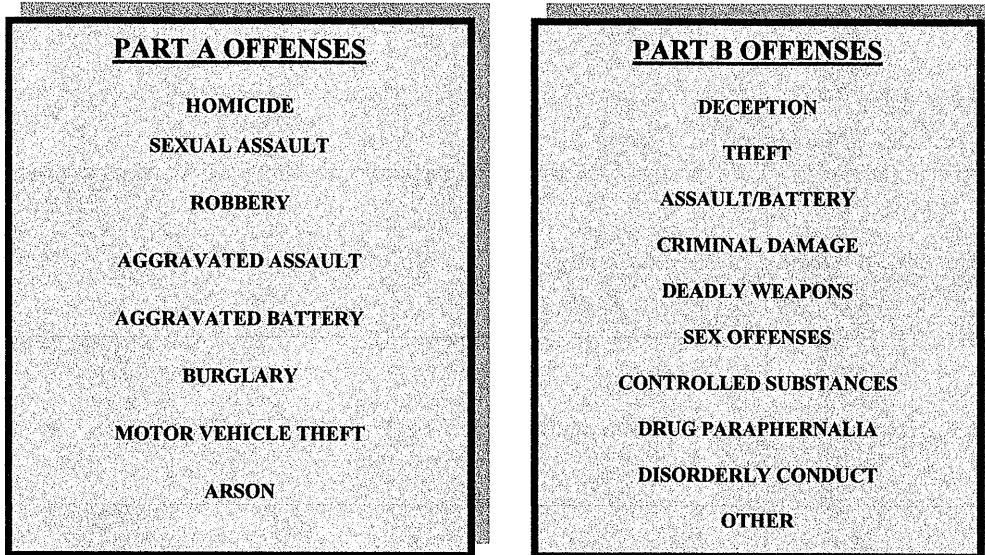 PART A OFFENSES
HOMICIDE
SEXUAL ASSAULT
ROBBERY
AGGRAVATED ASSAULT
AGGRAVATED BATTERY
BURGLARY
MOTOR VEHICLE THEFT
ARSON
PART B OFFENSES
DECEPTION
THEFT
ASSAULT/BATTERY
CRIMINAL DAMAGE
DEADLY WEAPONS
SEX OFFENSES
CONTROLLED SUBSTANCES
DRUG PARAPHERNALIA
DISORDERLY CONDUCT
OTHER